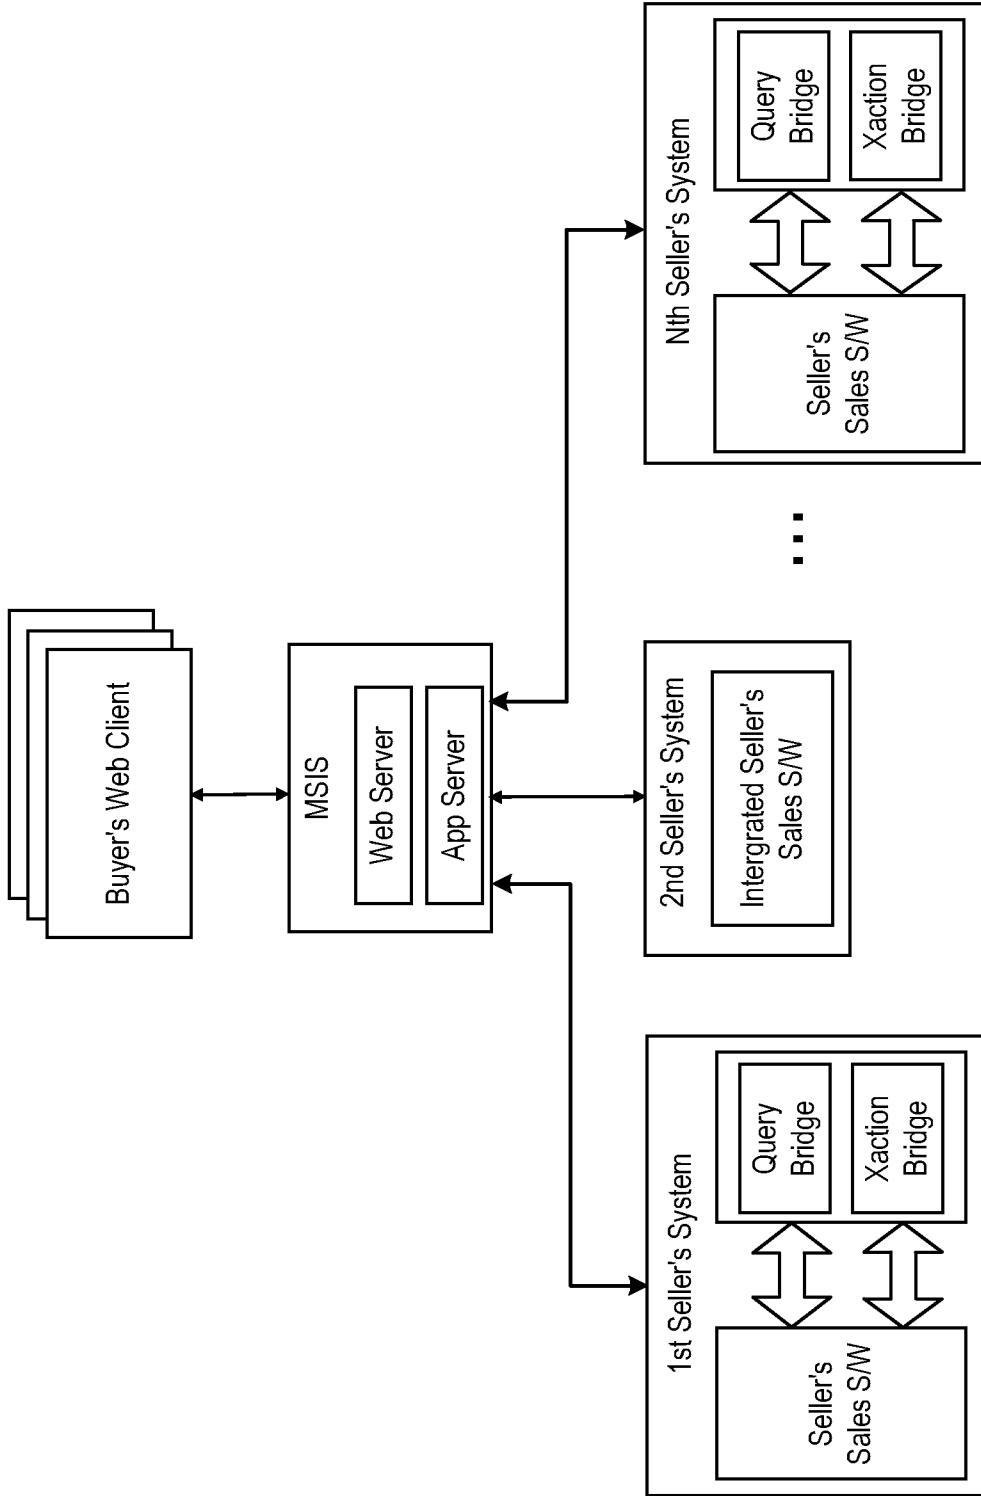 Buyer's Web Client
MSIS
Web Server
App Server
1st Seller's System
Seller's
Sales S/W
Query
Bridge
Xaction
Bridge
2nd Seller's System
Intergrated Seller's
Sales S/W
...
Nth Seller's System
Seller's
Sales S/W
Query
Bridge
Xaction
Bridge